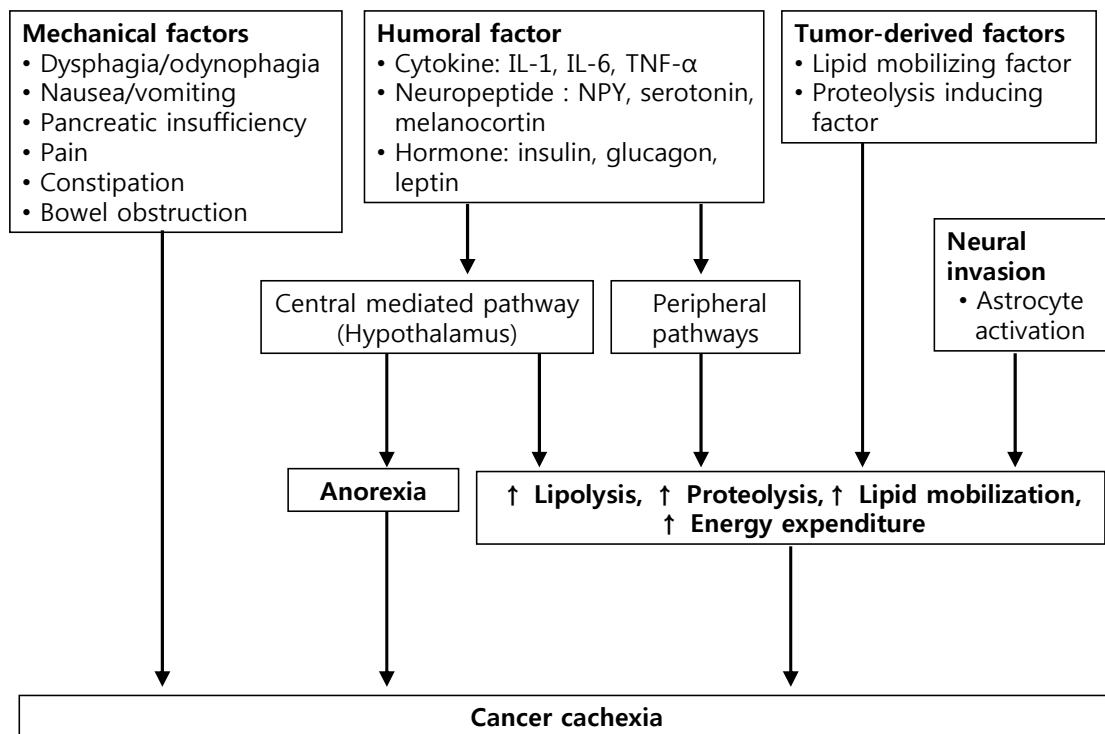 Mechanical factors
• Dysphagia/odynophagia
• Nausea/vomiting
• Pancreatic insufficiency
• Pain
• Constipation
• Bowel obstruction
Humoral factor
• Cytokine: IL-1, IL-6, TNF-α
• Neuropeptide : NPY, serotonin,
melanocortin
• Hormone: insulin, glucagon,
leptin
Tumor-derived factors
• Lipid mobilizing factor
• Proteolysis inducing
factor
Neural
invasion
• Astrocyte
activation
Central mediated pathway
(Hypothalamus)
Peripheral
pathways
Anorexia
↑ Lipolysis, ↑ Proteolysis, ↑ Lipid mobilization,
↑ Energy expenditure
Cancer cachexia